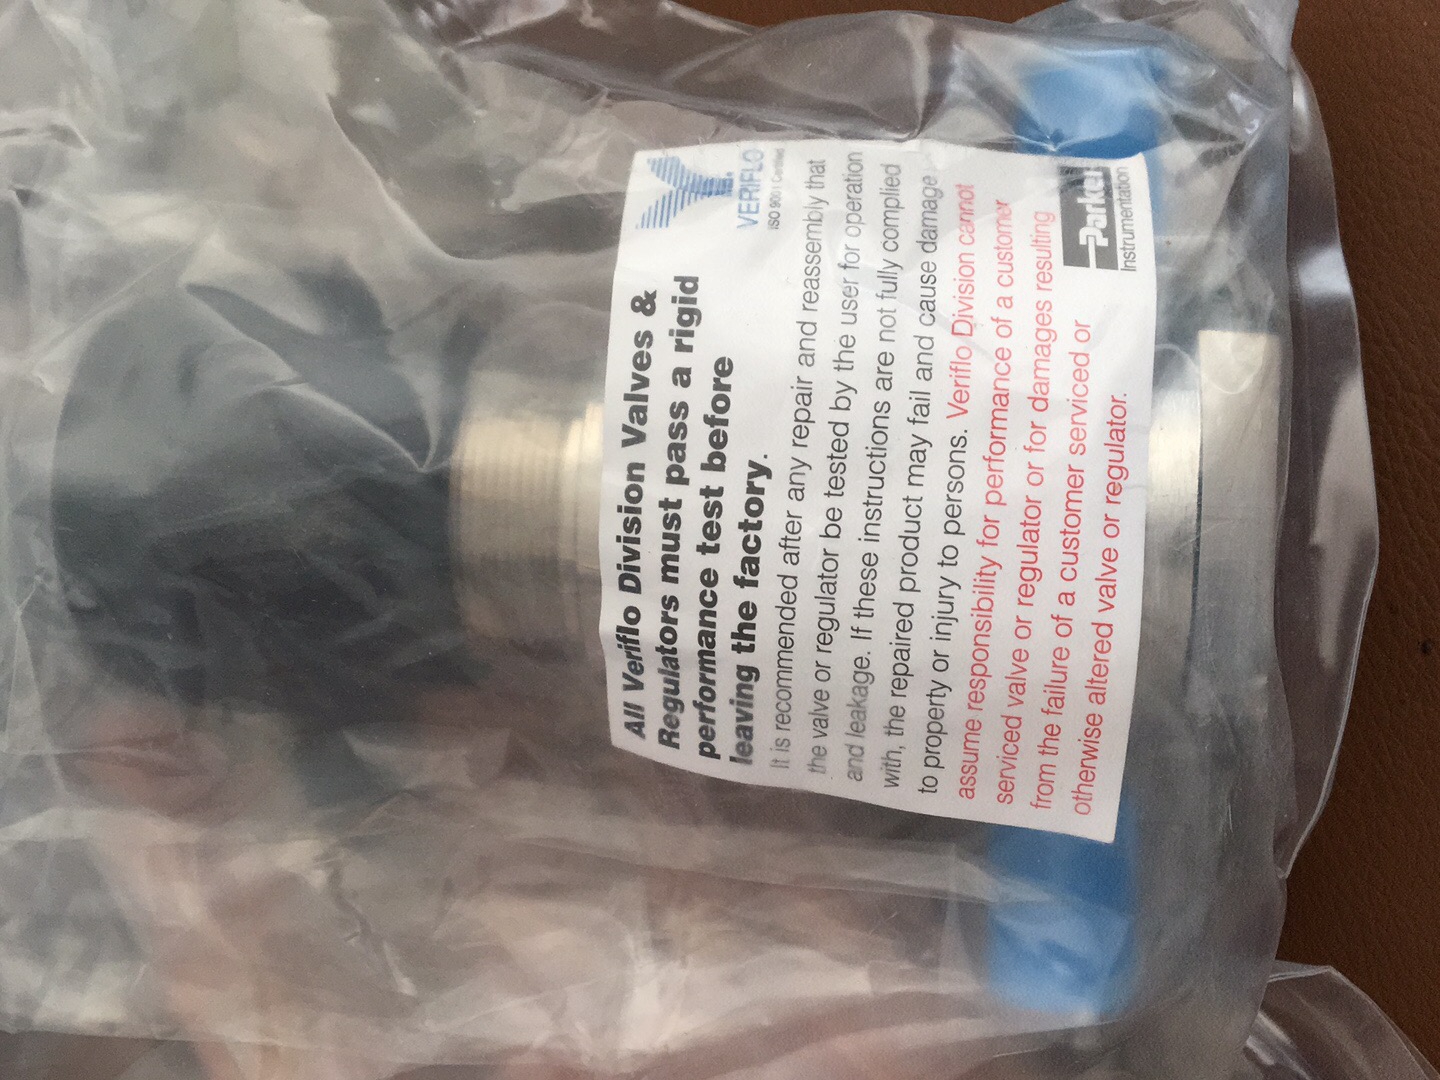 All Veriflo Division Valves &
Regulators must pass a rigid
performance test before
leaving the factory.
VERIFLO
ISO 9001 Certified
It is recommended after any repair and reassembly that
the valve or regulator be tested by the user for operation
and leakage. If these instructions are not fully complied
with, the repaired product may fail and cause damage
to property or injury to persons. Veriflo Division cannot
assume responsibility for performance of a customer
serviced valve or regulator or for damages resulting
from the failure of a customer serviced or
otherwise altered valve or regulator.
Parker
Instrumentation